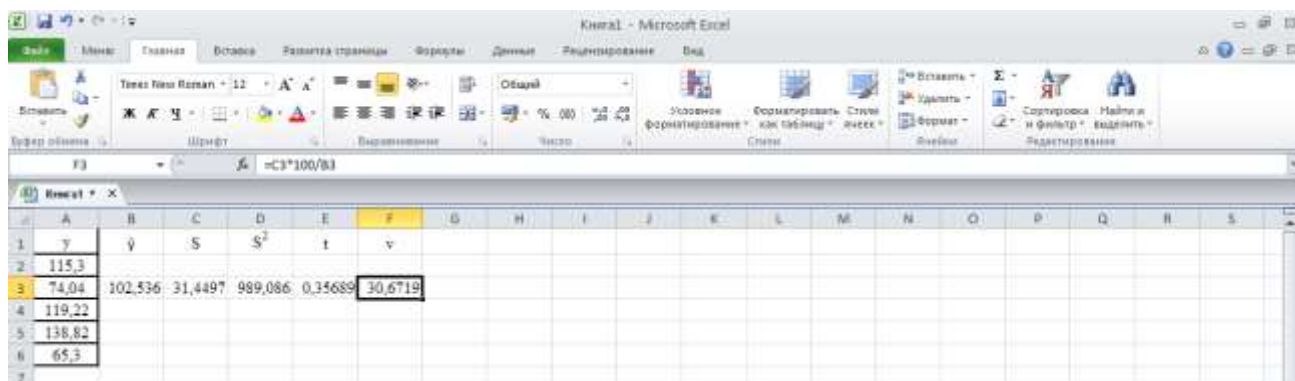 Книга1 - Microsoft Excel
Файл Меню Главная Вставка Разметка страницы Формулы Данные Рецензирование Вид
Вставить
Times New Roman 12
Общий
Ж К Ч
% 000
Условное форматирование
Форматировать как таблицу
Стили ячеек
Вставить
Удалить
Формат
Сортировка и фильтр
Найти и выделить
Буфер обмена Шрифт Выравнивание Число Стили Ячейки Редактирование
F3 fx =C3*100/B3
Книга1 *
A B C D E F G H I J K L M N O P Q R S
1 y ŷ S S² t v
2 115,3
3 74,04 102,536 31,4497 989,086 0,35689 30,6719
4 119,22
5 138,82
6 65,3
7